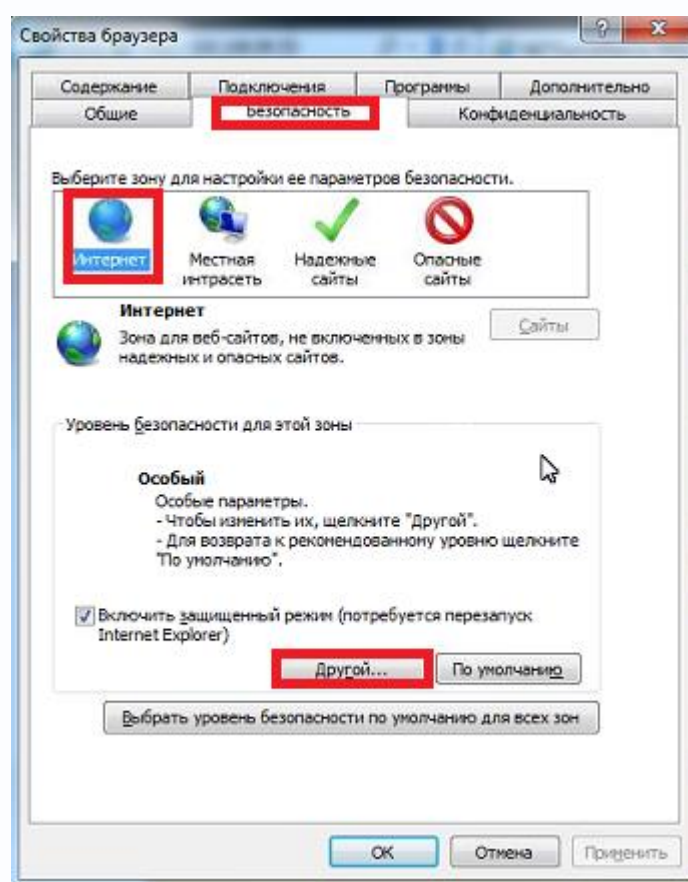 Свойства браузера
Содержание Подключения Программы Дополнительно
Общие Безопасность Конфиденциальность
Выберите зону для настройки ее параметров безопасности.
Интернет Местная интрасеть Надежные сайты Опасные сайты
Интернет
Зона для веб-сайтов, не включенных в зоны
надежных и опасных сайтов.
Сайты
Уровень безопасности для этой зоны
Особый
Особые параметры.
- Чтобы изменить их, щелкните "Другой".
- Для возврата к рекомендованному уровню щелкните
"По умолчанию".
Включить защищенный режим (потребуется перезапуск
Internet Explorer)
Другой... По умолчанию
Выбрать уровень безопасности по умолчанию для всех зон
ОК Отмена Применить